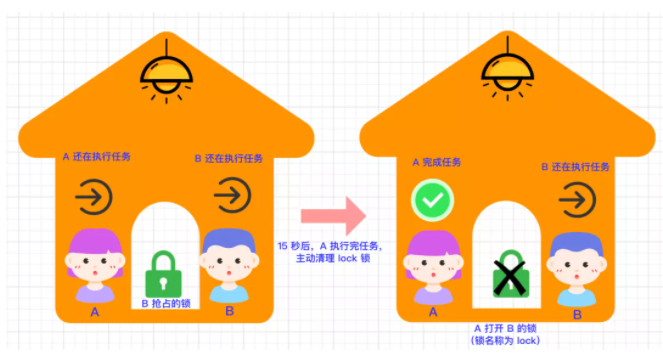 A 还在执行任务
B 还在执行任务
B 抢占的锁
A
B
15 秒后，A 执行完任务，
主动清理 lock 锁
A 完成任务
B 还在执行任务
A
B
A 打开 B 的锁
（锁名称为 lock）